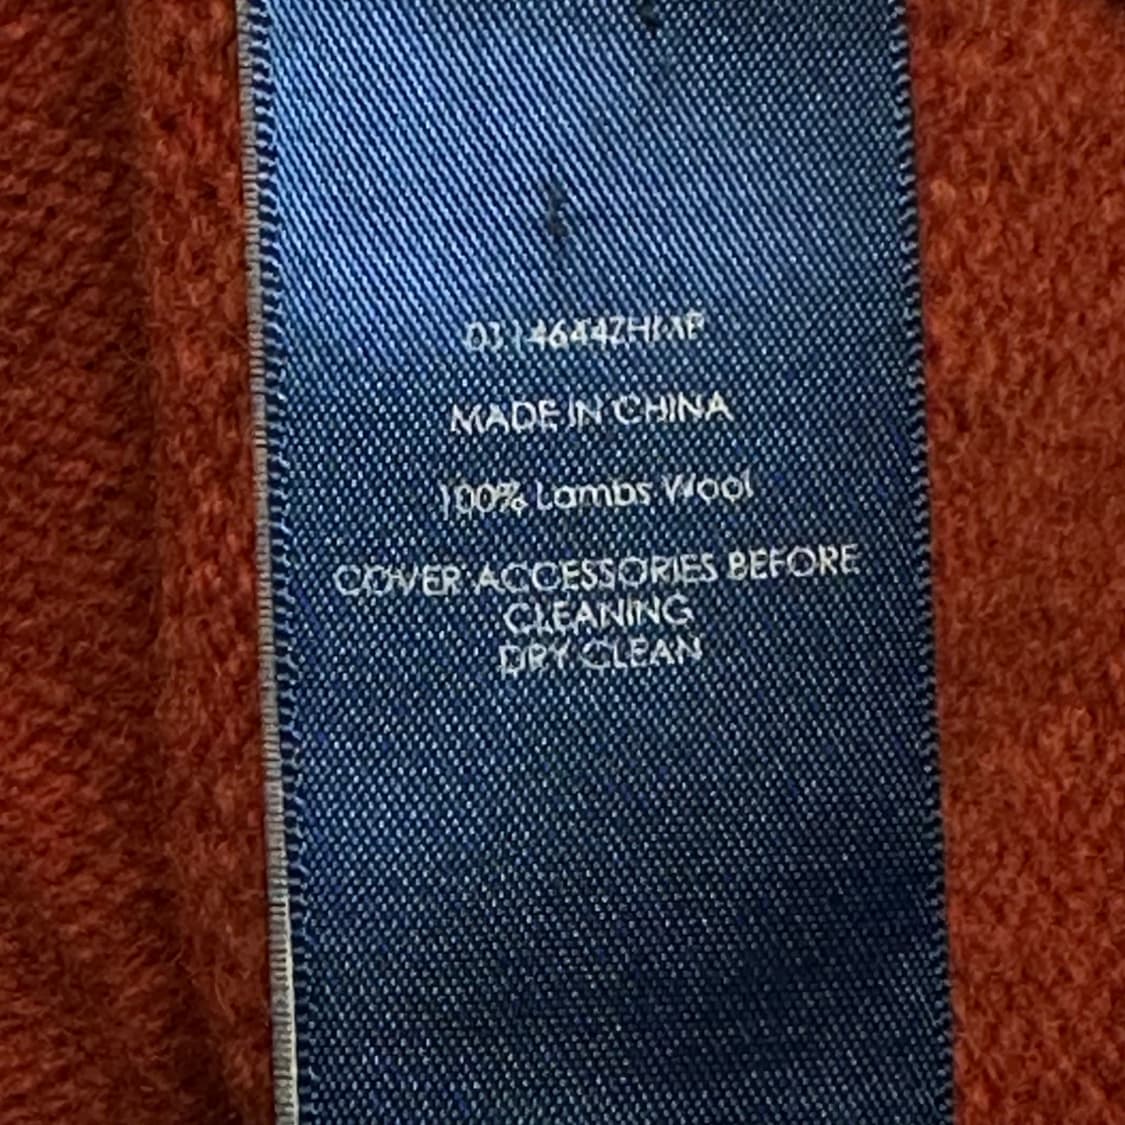 MADE IN CHINA
100% Lambs Wool
COVER ACCESSORIES BEFORE
CLEANING
DRY CLEAN